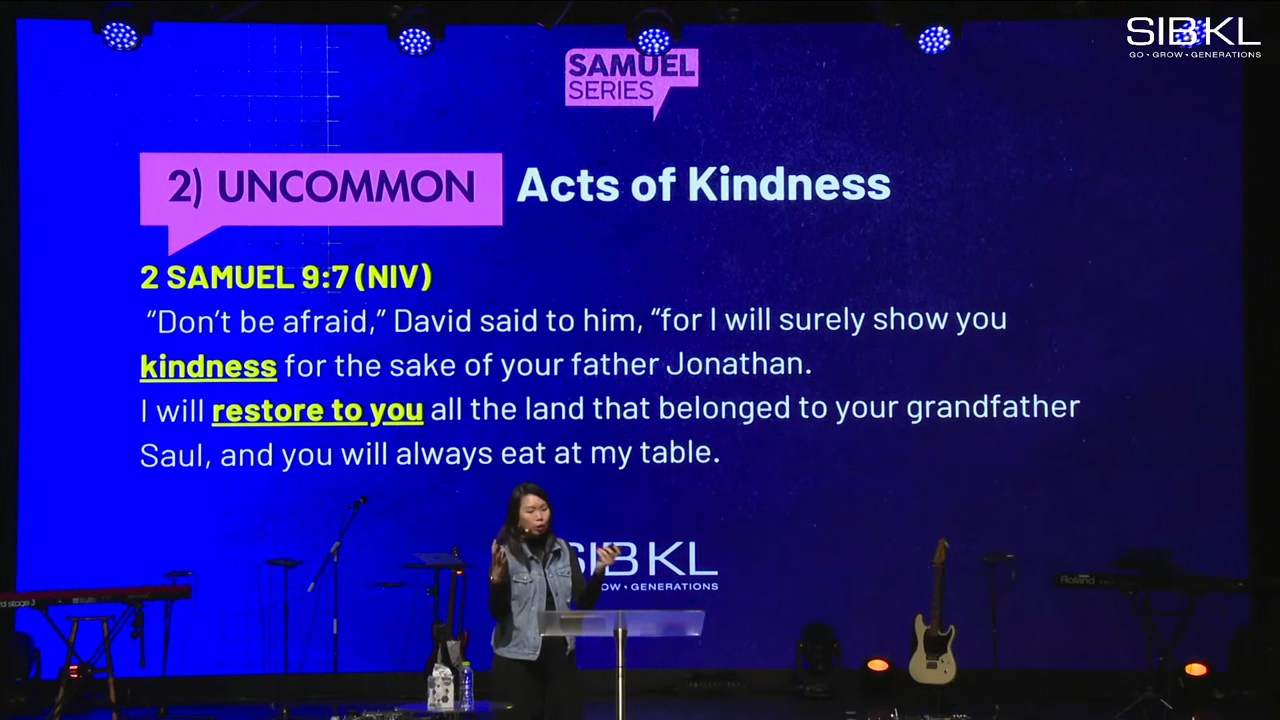 SIBKL
GO • GROW • GENERATIONS
SAMUEL
SERIES
2) UNCOMMON Acts of Kindness
2 SAMUEL 9:7 (NIV)
“Don’t be afraid,” David said to him, “for I will surely show you
kindness for the sake of your father Jonathan.
I will restore to you all the land that belonged to your grandfather
Saul, and you will always eat at my table.
SIBKL
GENERATIONS
Roland
stage 3